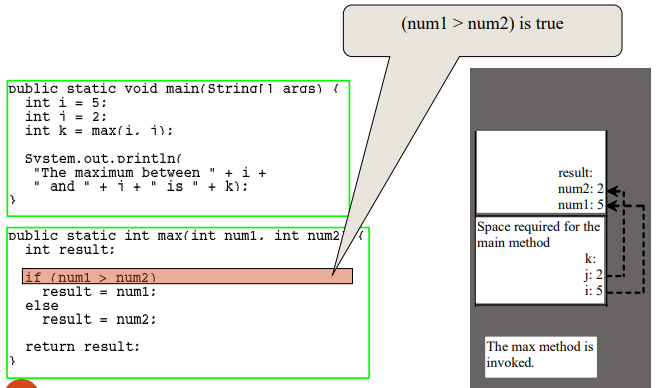 (num1 > num2) is true
public static void main(String[] args) {
int i = 5;
int j = 2;
int k = max(i, j);
System.out.println(
"The maximum between " + i +
" and " + j + " is " + k);
}
public static int max(int num1, int num2) {
int result;
if (num1 > num2)
result = num1;
else
result = num2;
return result;
}
result:
num2: 2
num1: 5
Space required for the
main method
k:
j: 2
i: 5
The max method is
invoked.